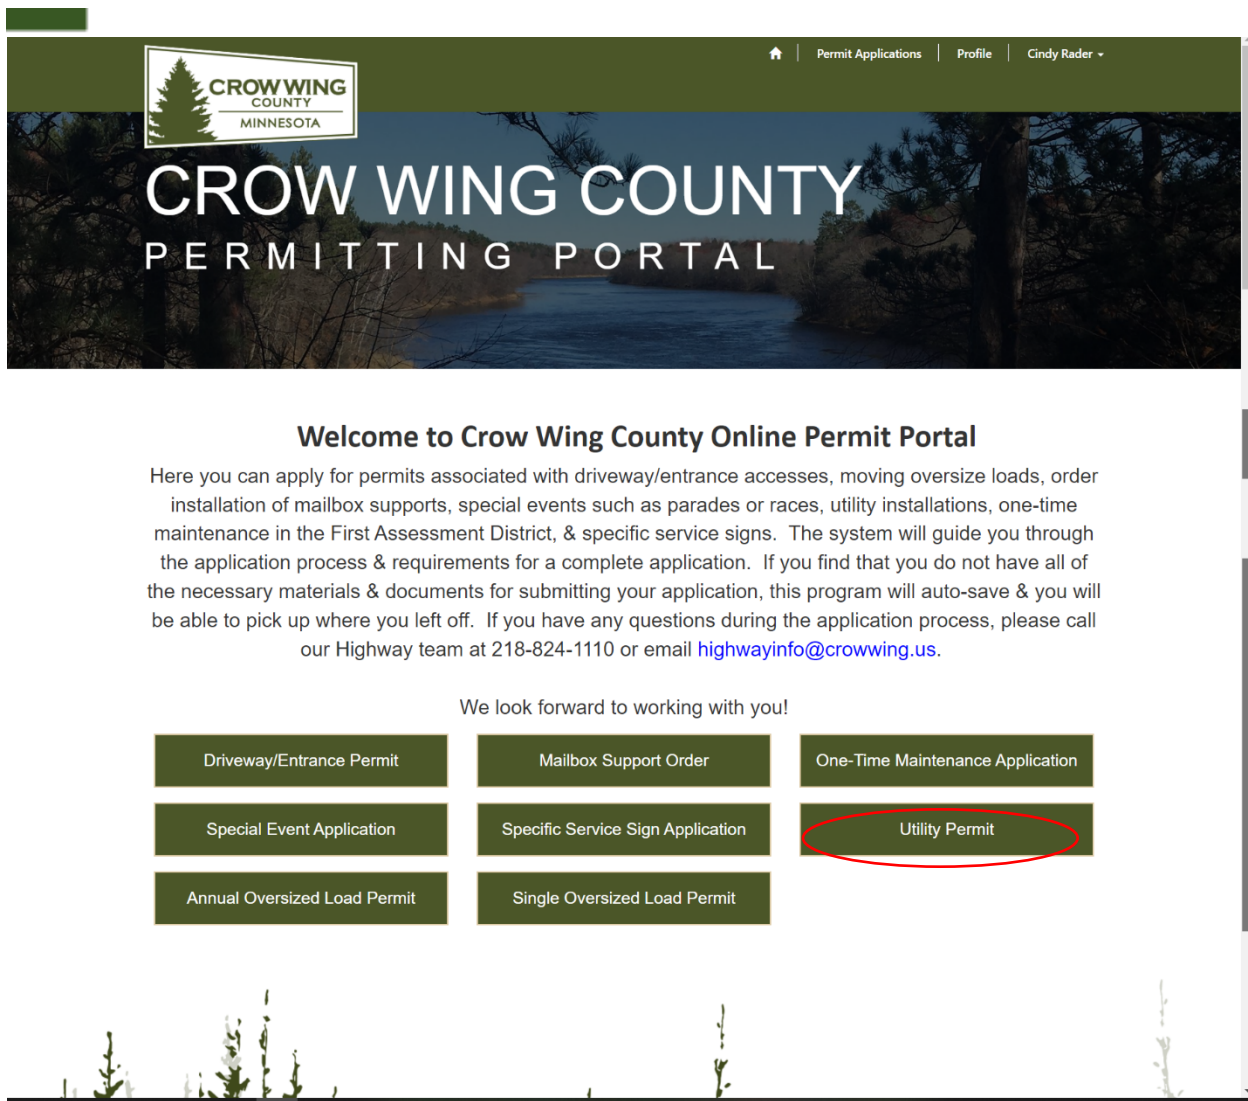 CROW WING
COUNTY
MINNESOTA
Permit Applications
Profile
Cindy Rader
CROW WING COUNTY
PERMITTING PORTAL
Welcome to Crow Wing County Online Permit Portal
Here you can apply for permits associated with driveway/entrance accesses, moving oversize loads, order
installation of mailbox supports, special events such as parades or races, utility installations, one-time
maintenance in the First Assessment District, & specific service signs. The system will guide you through
the application process & requirements for a complete application. If you find that you do not have all of
the necessary materials & documents for submitting your application, this program will auto-save & you will
be able to pick up where you left off. If you have any questions during the application process, please call
our Highway team at 218-824-1110 or email highwayinfo@crowwing.us.
We look forward to working with you!
Driveway/Entrance Permit
Mailbox Support Order
One-Time Maintenance Application
Special Event Application
Specific Service Sign Application
Utility Permit
Annual Oversized Load Permit
Single Oversized Load Permit